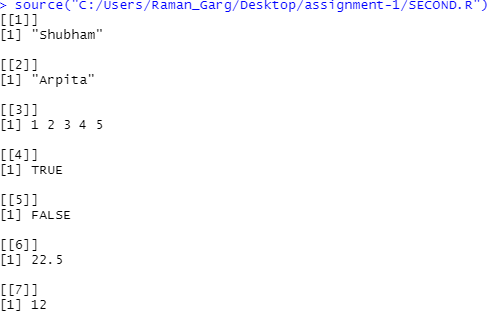 > source("C:/Users/Raman_Garg/Desktop/assignment-1/SECOND.R")
[[1]]
[1] "Shubham"
[[2]]
[1] "Arpita"
[[3]]
[1] 1 2 3 4 5
[[4]]
[1] TRUE
[[5]]
[1] FALSE
[[6]]
[1] 22.5
[[7]]
[1] 12